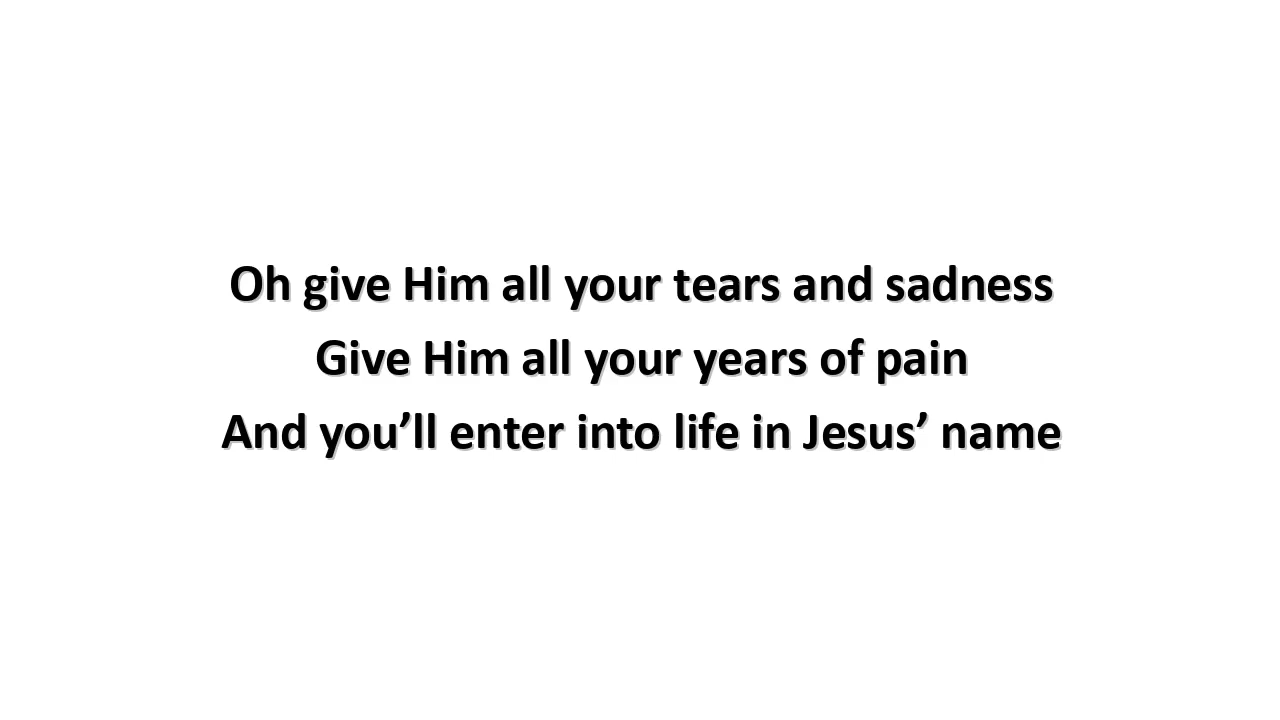 Oh give Him all your tears and sadness
Give Him all your years of pain
And you’ll enter into life in Jesus’ name